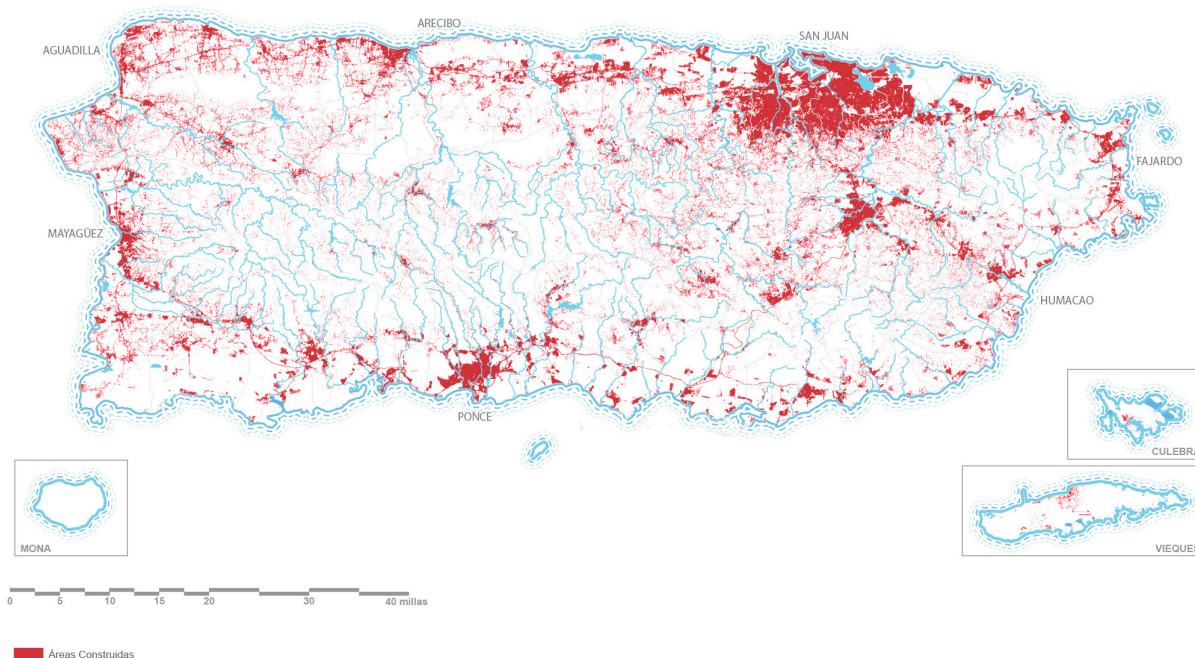 ARECIBO
SAN JUAN
AGUADILLA
FAJARDO
MAYAGÜEZ
HUMACAO
PONCE
CULEBRA
MONA
VIEQUES
0 5 10 15 20 30 40 millas
Áreas Construidas